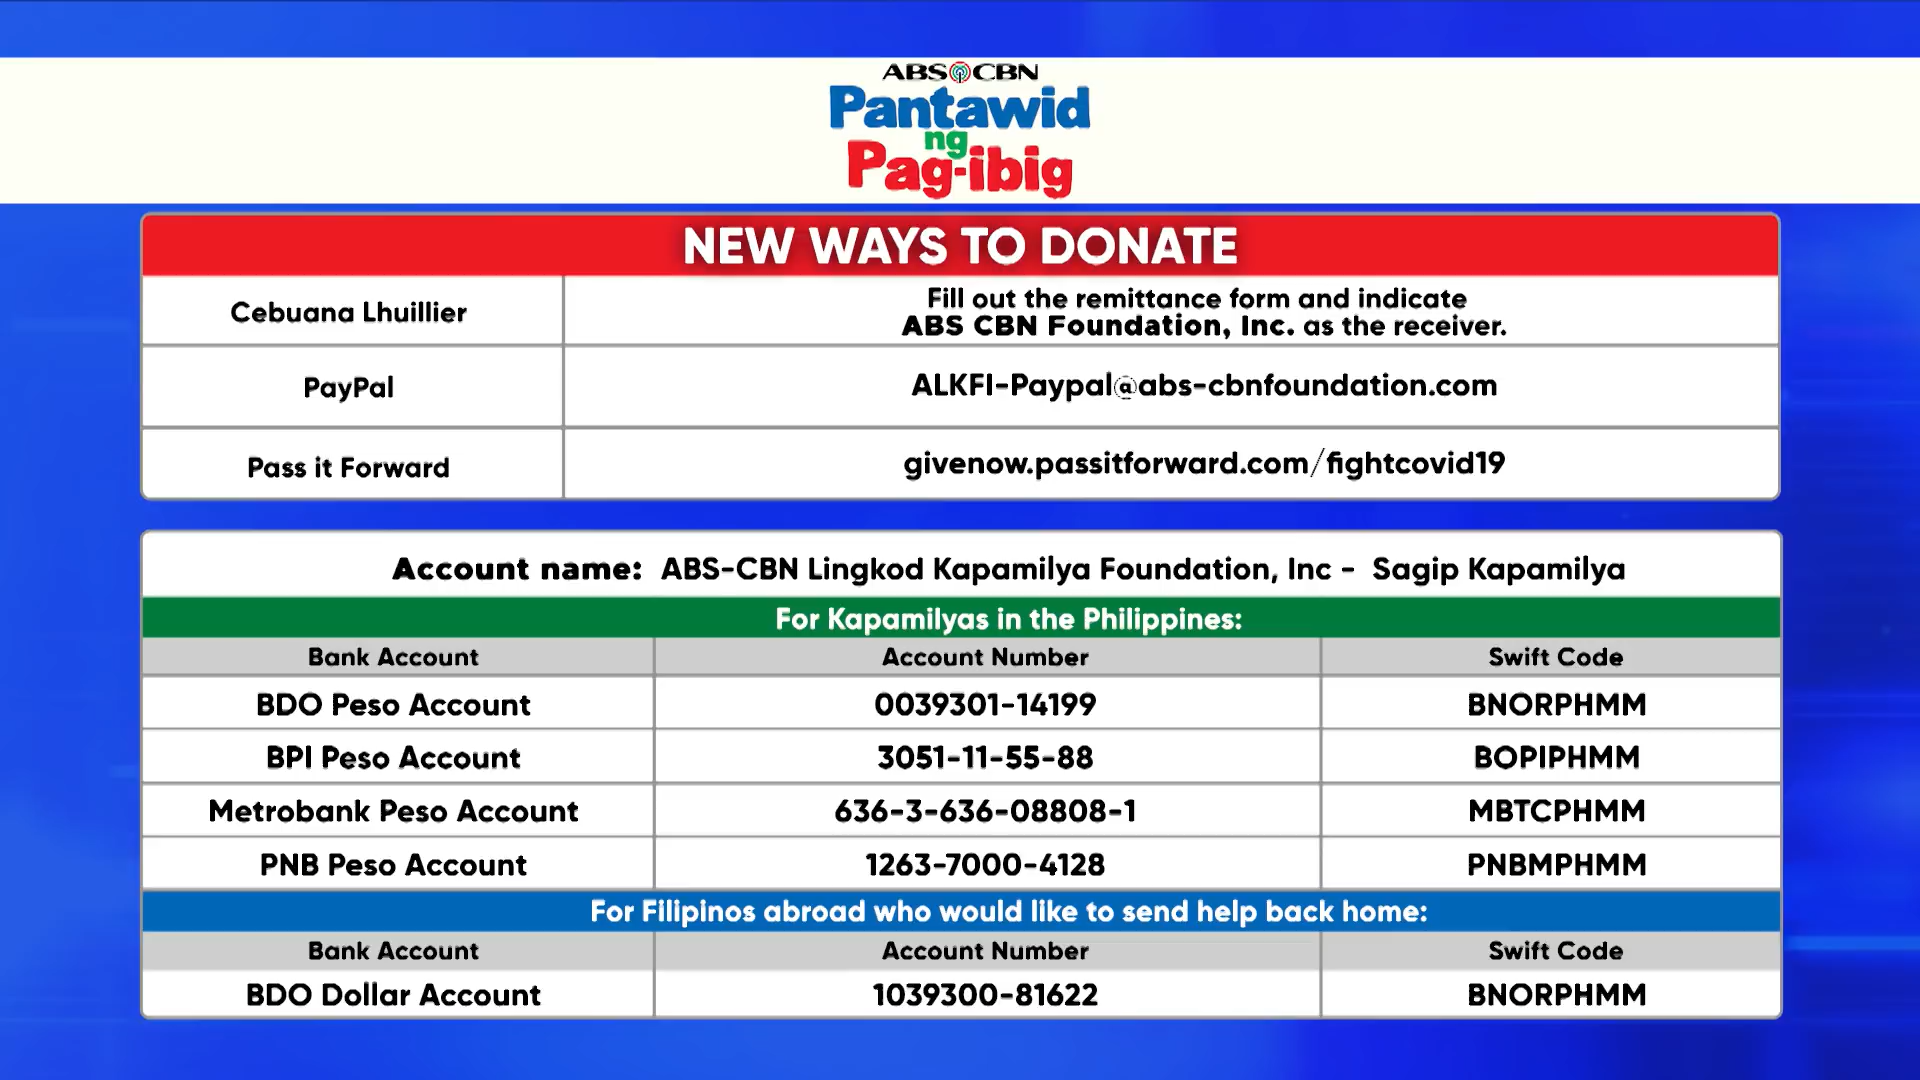 ABS CBN
Pantawid
ng
Pag-ibig
NEW WAYS TO DONATE
Cebuana Lhuillier
Fill out the remittance form and indicate
ABS CBN Foundation, Inc. as the receiver.
PayPal
ALKFI-Paypal@abs-cbnfoundation.com
Pass it Forward
givenow.passitforward.com/fightcovid19
Account name: ABS-CBN Lingkod Kapamilya Foundation, Inc - Sagip Kapamilya
For Kapamilyas in the Philippines:
Bank Account Account Number Swift Code
BDO Peso Account 0039301-14199 BNORPHMM
BPI Peso Account 3051-11-55-88 BOPIPHMM
Metrobank Peso Account 636-3-636-08808-1 MBTCPHMM
PNB Peso Account 1263-7000-4128 PNBMPHMM
For Filipinos abroad who would like to send help back home:
Bank Account Account Number Swift Code
BDO Dollar Account 1039300-81622 BNORPHMM